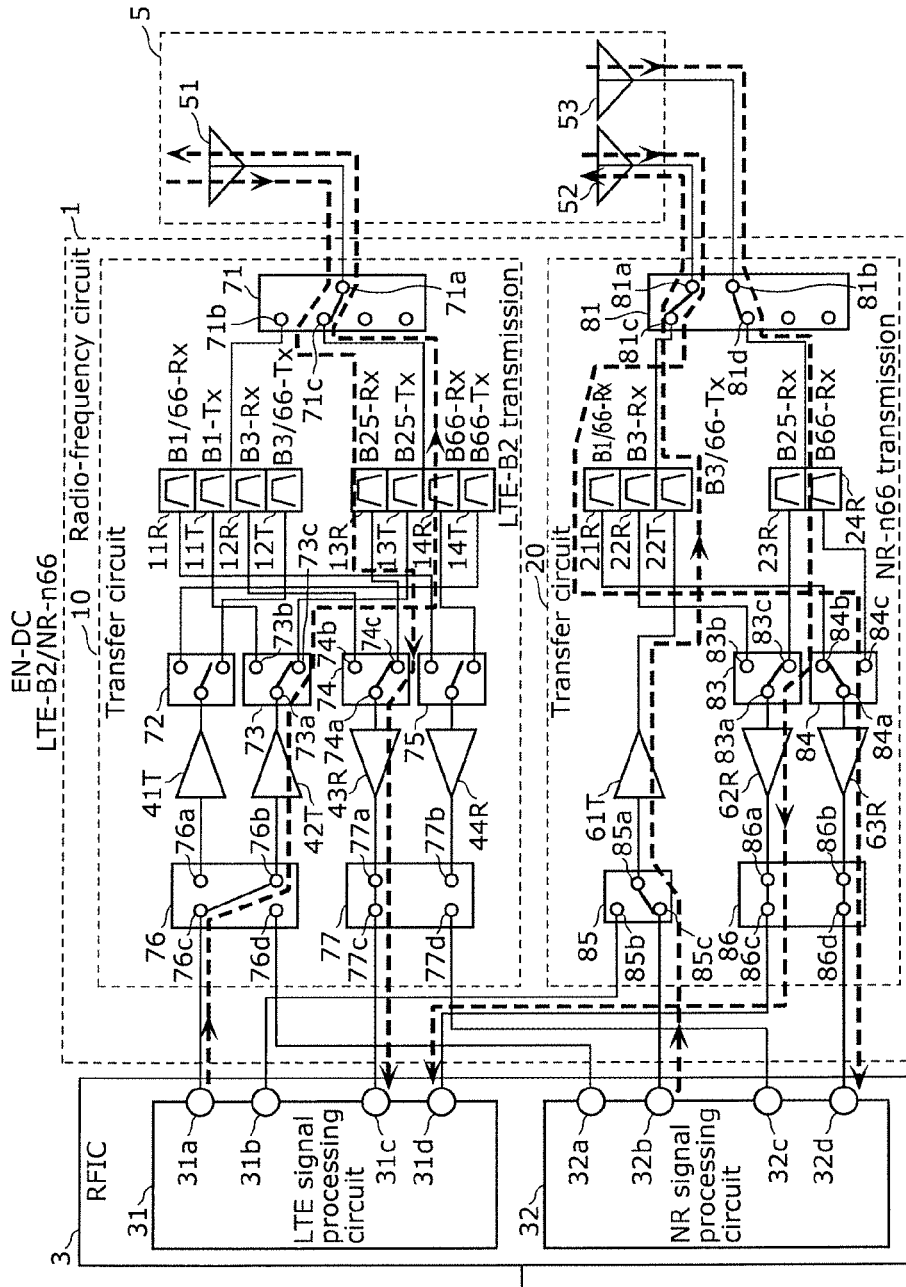 EN-DC
LTE-B2/NR-n66
Radio-frequency circuit
1
5
10
Transfer circuit
51
71
71b
71a
71c
11R
B1/66-Rx
11T
B1-Tx
12R
B3-Rx
12T
B3/66-Tx
13R
B25-Rx
13T
B25-Tx
14R
B66-Rx
14T
B66-Tx
LTE-B2 transmission
72
73
73a
73b
73c
74
74a
74b
74c
75
41T
42T
43R
44R
76
76a
76b
76c
76d
77
77a
77b
77c
77d
52
53
20
Transfer circuit
81
81a
81b
81c
81d
21R
B1/66-Rx
22R
B3-Rx
22T
B3/66-Tx
23R
B25-Rx
24R
B66-Rx
NR-n66 transmission
83
83a
83b
83c
84
84a
84b
84c
61T
62R
63R
85
85a
85b
85c
86
86a
86b
86c
86d
3
RFIC
31
31a
31b
31c
31d
LTE signal
processing
circuit
32
32a
32b
32c
32d
NR signal
processing
circuit